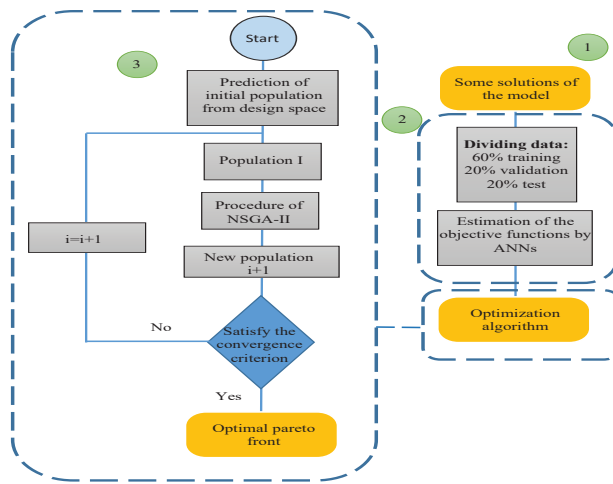 3
Start
Prediction of
initial population
from design space
Population I
Procedure of
NSGA-II
New population
i+1
i=i+1
No
Satisfy the
convergence
criterion
Yes
Optimal pareto
front
1
Some solutions of
the model
2
Dividing data:
60% training
20% validation
20% test
Estimation of the
objective functions by
ANNs
Optimization
algorithm